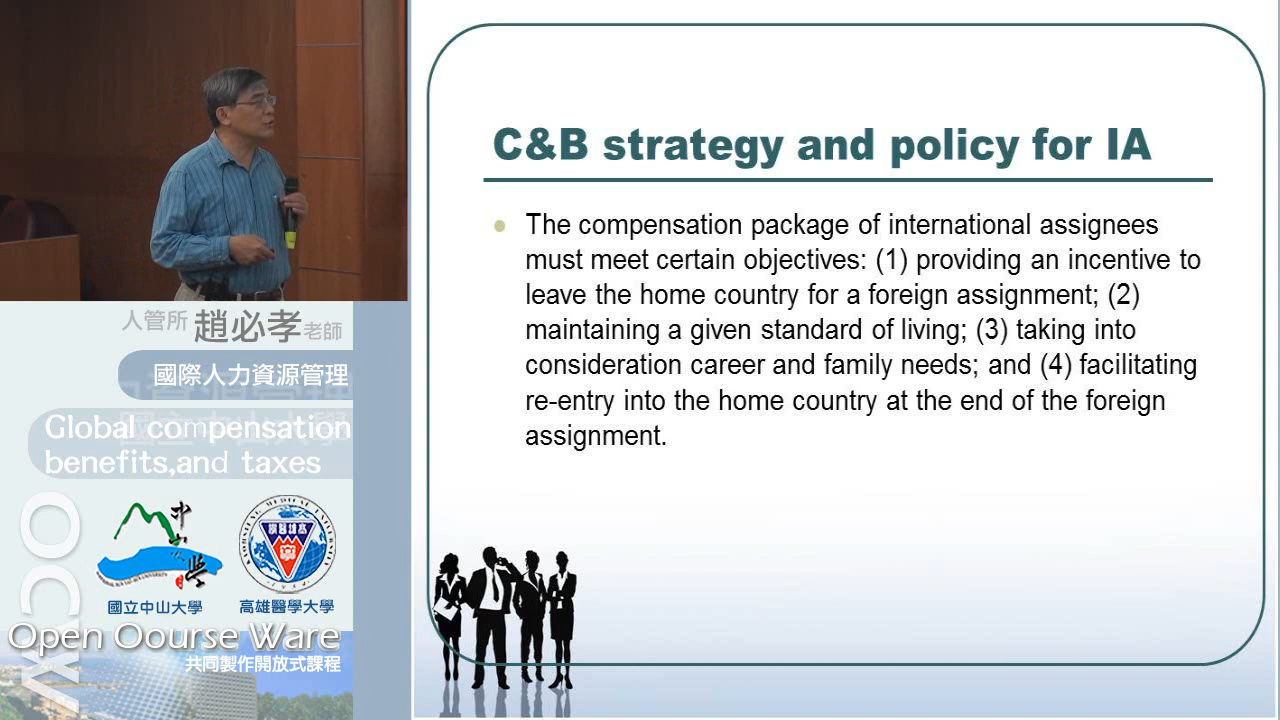 C&B strategy and policy for IA
The compensation package of international assignees
must meet certain objectives: (1) providing an incentive to
leave the home country for a foreign assignment; (2)
maintaining a given standard of living; (3) taking into
consideration career and family needs; and (4) facilitating
re-entry into the home country at the end of the foreign
assignment.
人管所 趙必孝老師
國際人力資源管理
Global compensation
benefits,and taxes
國立中山大學
高雄醫學大學
Open Oourse Ware
共同製作開放式課程
OCW